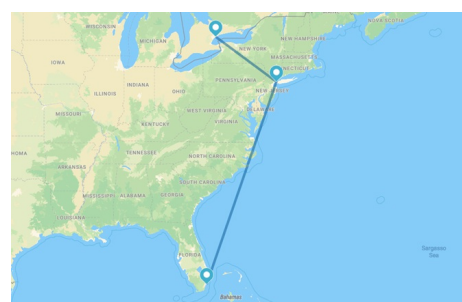 NOVA SCOTIA
WISCONSIN
NEW HAMPSHIRE
MICHIGAN
NEW YORK
MASSACHUSETTS
IOWA
CONNECTICUT
PENNSYLVANIA
INDIANA
OHIO
NEW JERSEY
ILLINOIS
WEST VIRGINIA
DELAWARE
MISSOURI
KENTUCKY
VIRGINIA
OMA
TENNESSEE
NORTH CAROLINA
ARKANSAS
SOUTH CAROLINA
MISSISSIPPI
ALABAMA
GEORGIA
LOUISIANA
Sargasso
Sea
FLORIDA
Bahamas